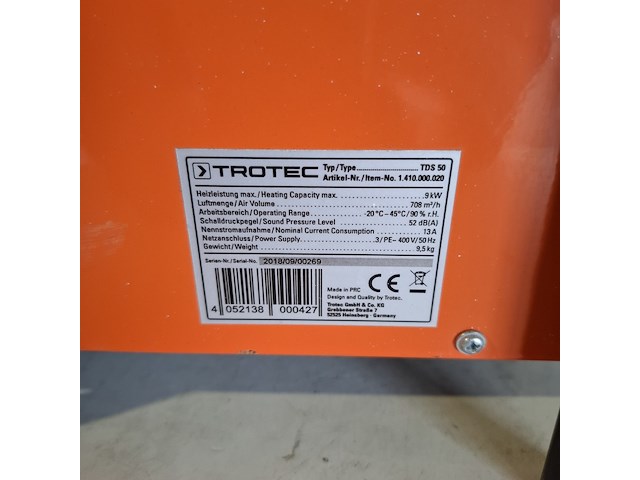 TROTEC
Typ/Type TDS 50
Artikel-Nr./Item-No. 1.410.000.020
Heizleistung max./Heating Capacity max. 9 kW
Luftmenge/Air Volume 708 m³/h
Arbeitsbereich/Operating Range -20 °C – 45°C/90 % r.H.
Schalldruckpegel/Sound Pressure Level 52 dB(A)
Nennstromaufnahme/Nominal Current Consumption 13 A
Netzanschluss/Power Supply 3/PE~ 400 V/50 Hz
Gewicht/Weight 9,5 kg
Serien-Nr./Serial-No. 2018/09/00269
4 052138 000427
CE
Made in PRC
Design and Quality by Trotec.
Trotec GmbH & Co. KG
Grebbener Straße 7
52525 Heinsberg - Germany